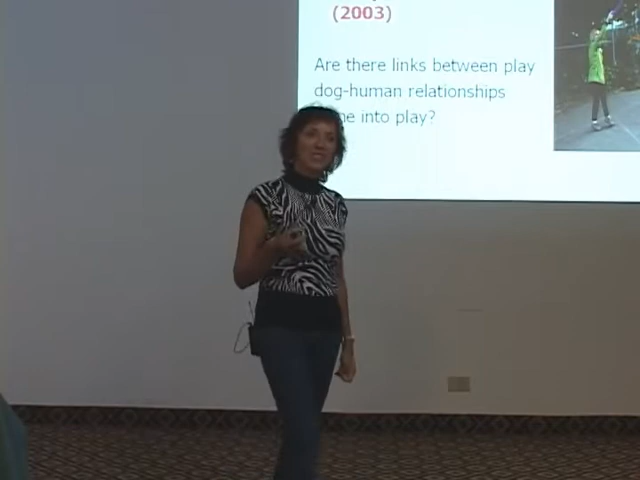 (2003)
Are there links between play
dog-human relationships
into play?